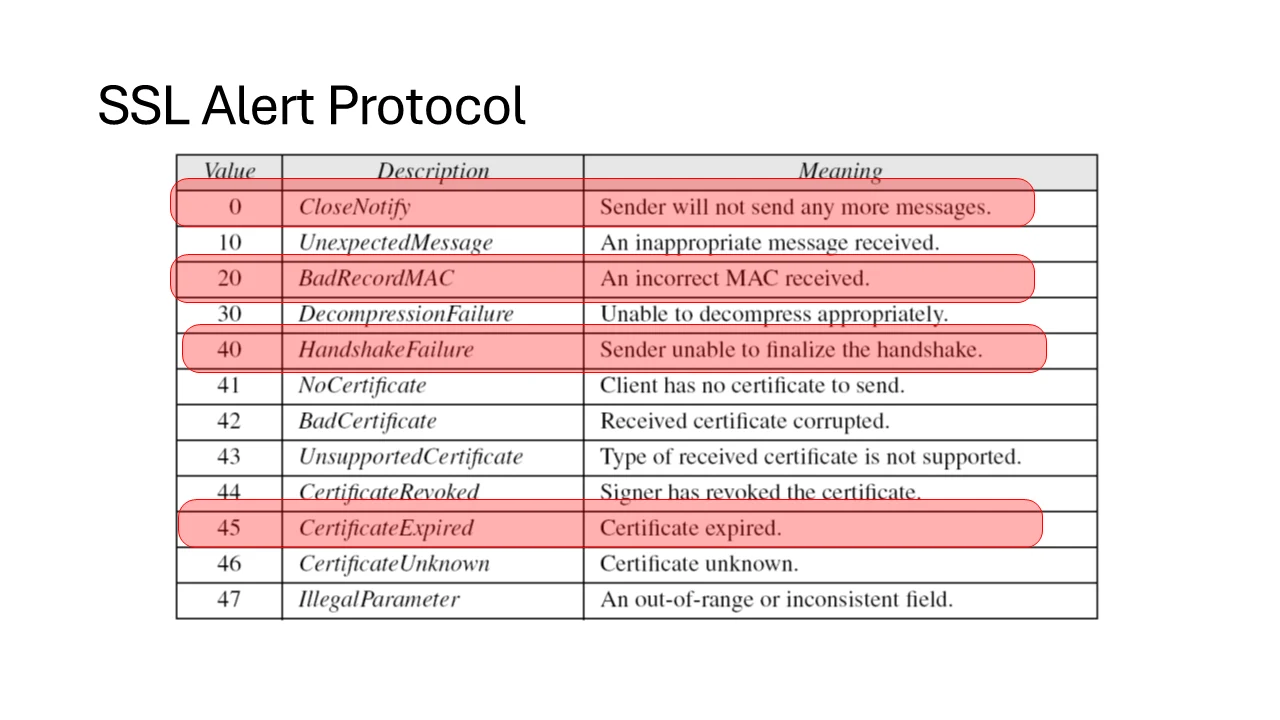 SSL Alert Protocol
Value Description Meaning
0 CloseNotify Sender will not send any more messages.
10 UnexpectedMessage An inappropriate message received.
20 BadRecordMAC An incorrect MAC received.
30 DecompressionFailure Unable to decompress appropriately.
40 HandshakeFailure Sender unable to finalize the handshake.
41 NoCertificate Client has no certificate to send.
42 BadCertificate Received certificate corrupted.
43 UnsupportedCertificate Type of received certificate is not supported.
44 CertificateRevoked Signer has revoked the certificate.
45 CertificateExpired Certificate expired.
46 CertificateUnknown Certificate unknown.
47 IllegalParameter An out-of-range or inconsistent field.